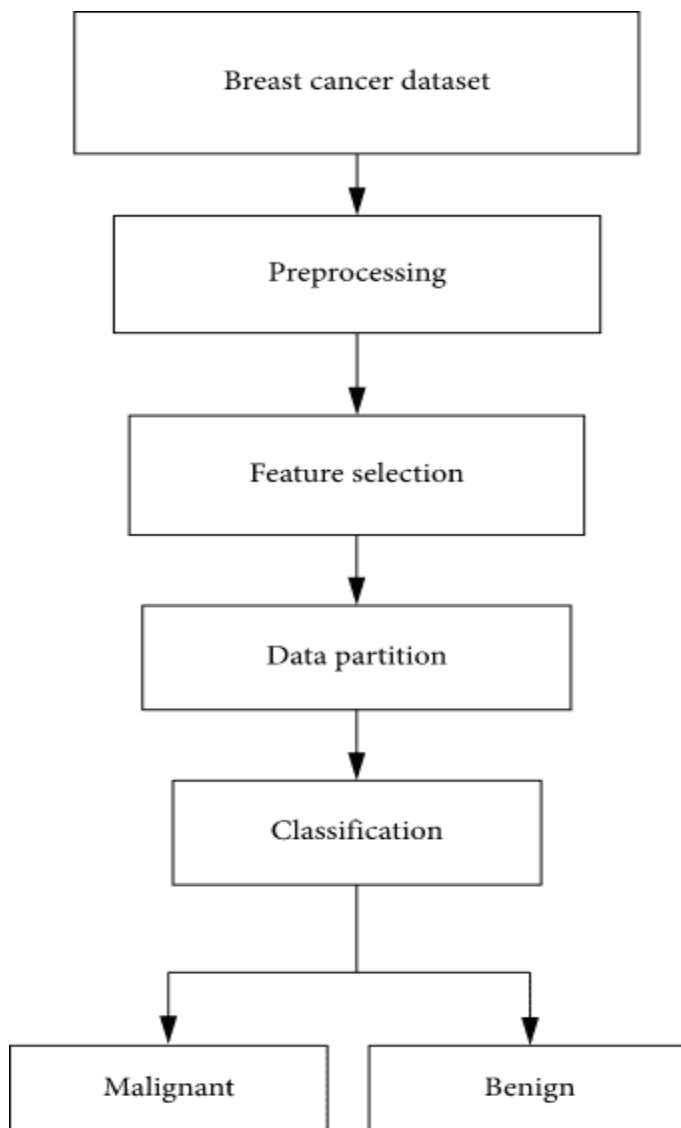 Breast cancer dataset
Preprocessing
Feature selection
Data partition
Classification
Malignant
Benign